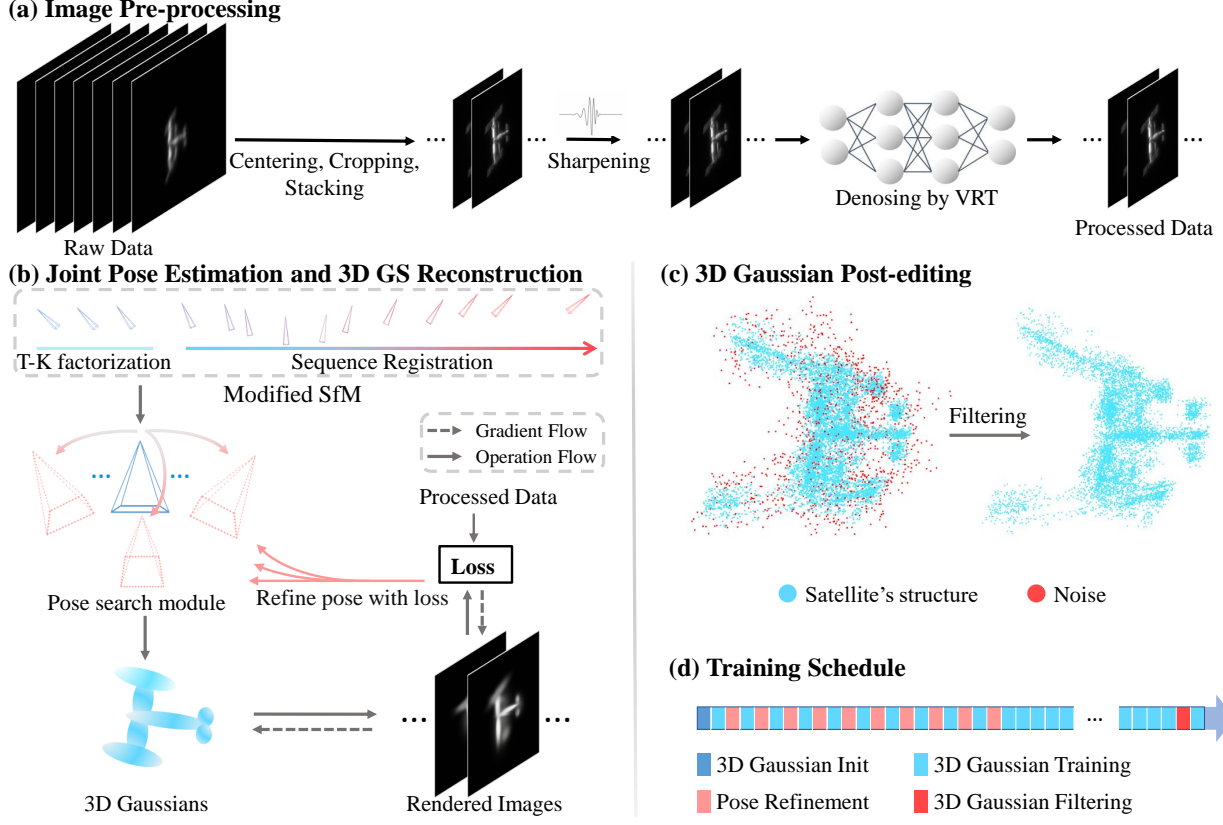 (a) Image Pre-processing
Raw Data
Centering, Cropping,
Stacking
...
...
Sharpening
...
...
Denosing by VRT
...
...
Processed Data
(b) Joint Pose Estimation and 3D GS Reconstruction
T-K factorization
Sequence Registration
Modified SfM
Gradient Flow
Operation Flow
...
...
Processed Data
Loss
Pose search module
Refine pose with loss
...
...
3D Gaussians
Rendered Images
(c) 3D Gaussian Post-editing
Filtering
Satellite's structure
Noise
(d) Training Schedule
...
3D Gaussian Init
3D Gaussian Training
Pose Refinement
3D Gaussian Filtering